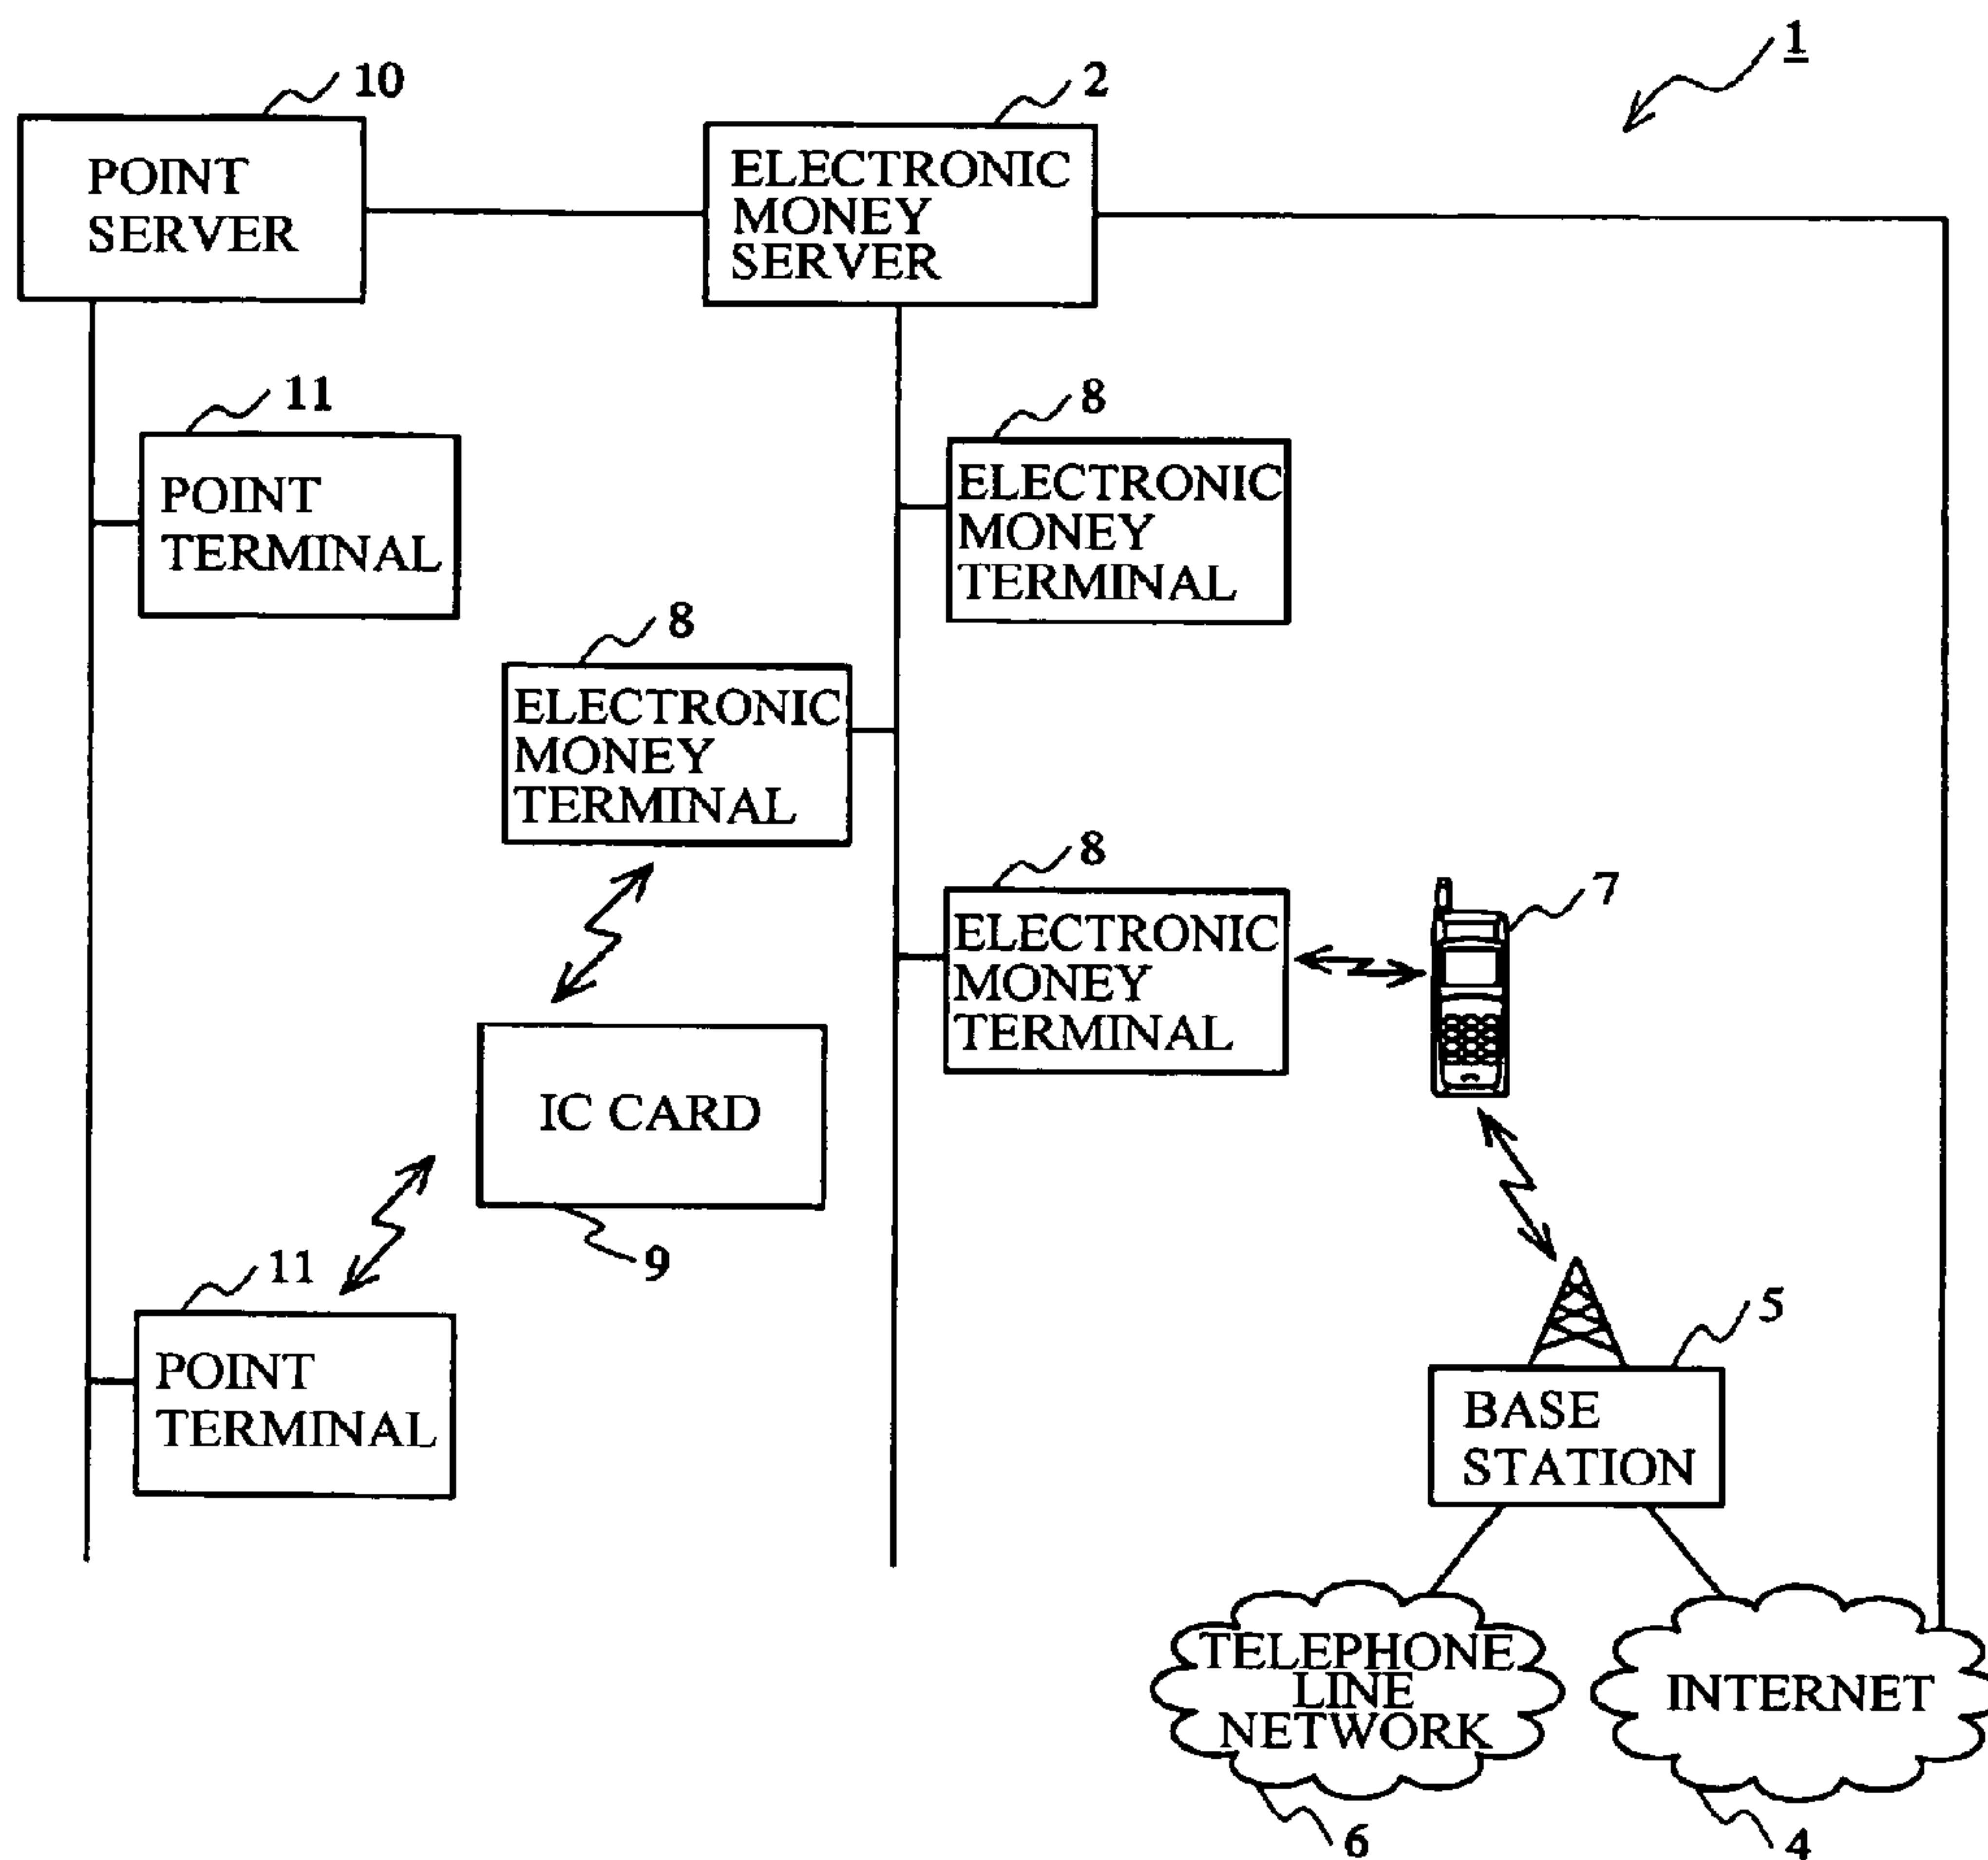 1
10
2
POINT
SERVER
ELECTRONIC
MONEY
SERVER
11
8
POINT
TERMINAL
ELECTRONIC
MONEY
TERMINAL
8
ELECTRONIC
MONEY
TERMINAL
8
7
ELECTRONIC
MONEY
TERMINAL
IC CARD
9
11
5
POINT
TERMINAL
BASE
STATION
TELEPHONE
LINE
NETWORK
INTERNET
6
4